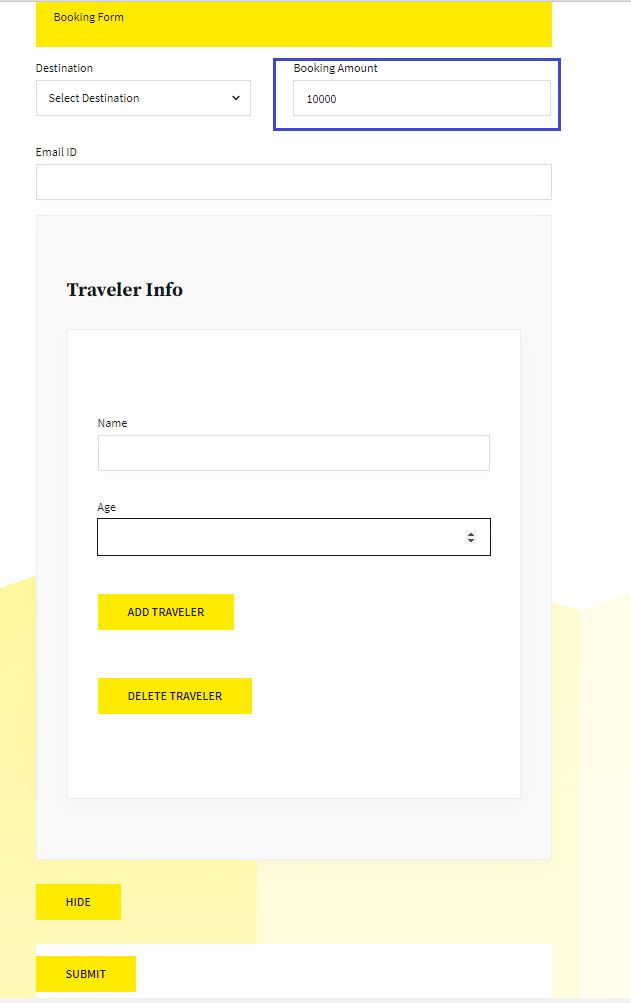 Booking Form
Destination
Booking Amount
Select Destination
10000
Email ID
Traveler Info
Name
Age
ADD TRAVELER
DELETE TRAVELER
HIDE
SUBMIT